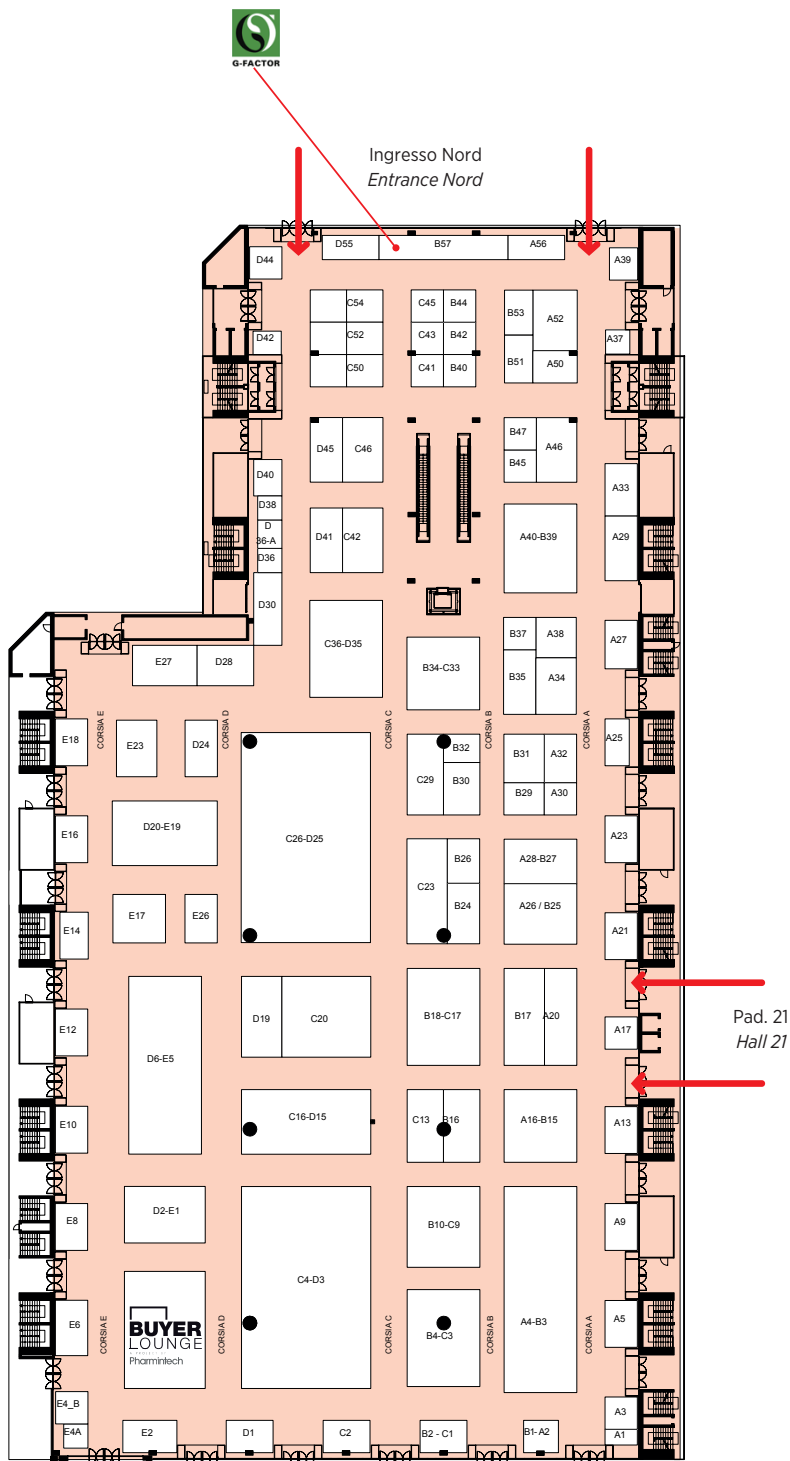 G-FACTOR
Ingresso Nord
Entrance Nord
D55
B57
A56
D44
A39
C54
C45
B44
B53
A52
D42
C52
C43
B42
A37
C50
C41
B40
B51
A50
D45
C46
B47
A46
B45
D40
A33
D38
D41
C42
D
36-A
A40-B39
A29
D36
D30
C36-D35
B37
A38
A27
E27
D28
B34-C33
B35
A34
CORSIA E
CORSIA D
CORSIA C
CORSIA B
CORSIA A
E18
E23
D24
B32
A25
C29
B30
B31
A32
B29
A30
E16
D20-E19
C26-D25
A23
B26
A28-B27
C23
E17
E26
B24
A26 / B25
E14
A21
E12
D19
C20
B18-C17
B17
A20
A17
Pad. 21
Hall 21
D6-E5
E10
C16-D15
C13
B16
A16-B15
A13
E8
D2-E1
B10-C9
A9
C4-D3
E6
CORSIA E
BUYER
LOUNGE
Pharmintech
CORSIA D
CORSIA C
B4-C3
CORSIA B
A4-B3
CORSIA A
A5
E4_B
A3
E4A
E2
D1
C2
B2 - C1
B1- A2
A1